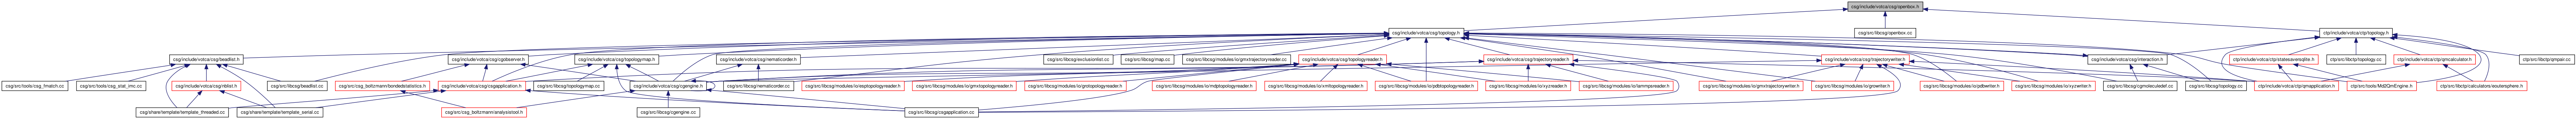 csg/include/votca/csg/openbox.h
csg/include/votca/csg/topology.h
csg/src/libcsg/openbox.cc
ctp/include/votca/ctp/topology.h
csg/include/votca/csg/beadlist.h
csg/include/votca/csg/cgobserver.h
csg/include/votca/csg/topologymap.h
csg/include/votca/csg/nematicorder.h
csg/src/libcsg/exclusionlist.cc
csg/src/libcsg/map.cc
csg/src/libcsg/modules/io/gmxtrajectoryreader.cc
csg/include/votca/csg/topologyreader.h
csg/include/votca/csg/trajectoryreader.h
csg/include/votca/csg/trajectorywriter.h
csg/include/votca/csg/interaction.h
ctp/include/votca/ctp/statesaversqlite.h
ctp/src/libctp/topology.cc
ctp/include/votca/ctp/qmcalculator.h
ctp/src/libctp/qmpair.cc
csg/src/tools/csg_fmatch.cc
csg/src/tools/csg_stat_imc.cc
csg/include/votca/csg/nblist.h
csg/src/libcsg/beadlist.cc
csg/src/csg_boltzmann/bondedstatistics.h
csg/include/votca/csg/csgapplication.h
csg/src/libcsg/topologymap.cc
csg/include/votca/csg/cgengine.h
csg/src/libcsg/nematicorder.cc
csg/src/libcsg/modules/io/esptopologyreader.h
csg/src/libcsg/modules/io/gmxtopologyreader.h
csg/src/libcsg/modules/io/grotopologyreader.h
csg/src/libcsg/modules/io/mdptopologyreader.h
csg/src/libcsg/modules/io/xmltopologyreader.h
csg/src/libcsg/modules/io/pdbtopologyreader.h
csg/src/libcsg/modules/io/xyzreader.h
csg/src/libcsg/modules/io/lammpsreader.h
csg/src/libcsg/modules/io/gmxtrajectorywriter.h
csg/src/libcsg/modules/io/growriter.h
csg/src/libcsg/modules/io/pdbwriter.h
csg/src/libcsg/modules/io/xyzwriter.h
csg/src/libcsg/cgmoleculedef.cc
csg/src/libcsg/topology.cc
ctp/include/votca/ctp/qmapplication.h
ctp/src/tools/Md2QmEngine.h
ctp/src/libctp/calculators/eoutersphere.h
csg/share/template/template_threaded.cc
csg/share/template/template_serial.cc
csg/src/csg_boltzmann/analysistool.h
csg/src/libcsg/cgengine.cc
csg/src/libcsg/csgapplication.cc